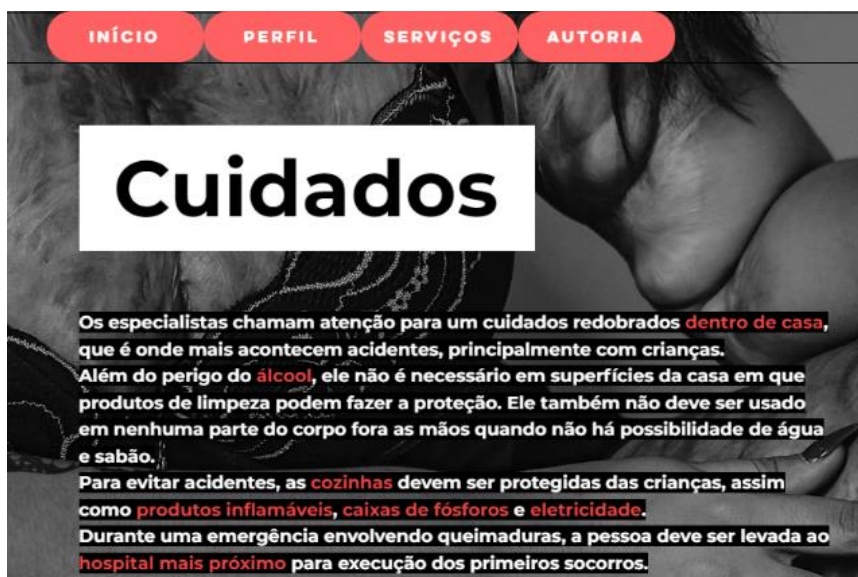 INÍCIO PERFIL SERVIÇOS AUTORIA
Cuidados
Os especialistas chamam atenção para um cuidados redobrados dentro de casa,
que é onde mais acontecem acidentes, principalmente com crianças.
Além do perigo do álcool, ele não é necessário em superfícies da casa em que
produtos de limpeza podem fazer a proteção. Ele também não deve ser usado
em nenhuma parte do corpo fora as mãos quando não há possibilidade de água
e sabão.
Para evitar acidentes, as cozinhas devem ser protegidas das crianças, assim
como produtos inflamáveis, caixas de fósforos e eletricidade.
Durante uma emergência envolvendo queimaduras, a pessoa deve ser levada ao
hospital mais próximo para execução dos primeiros socorros.